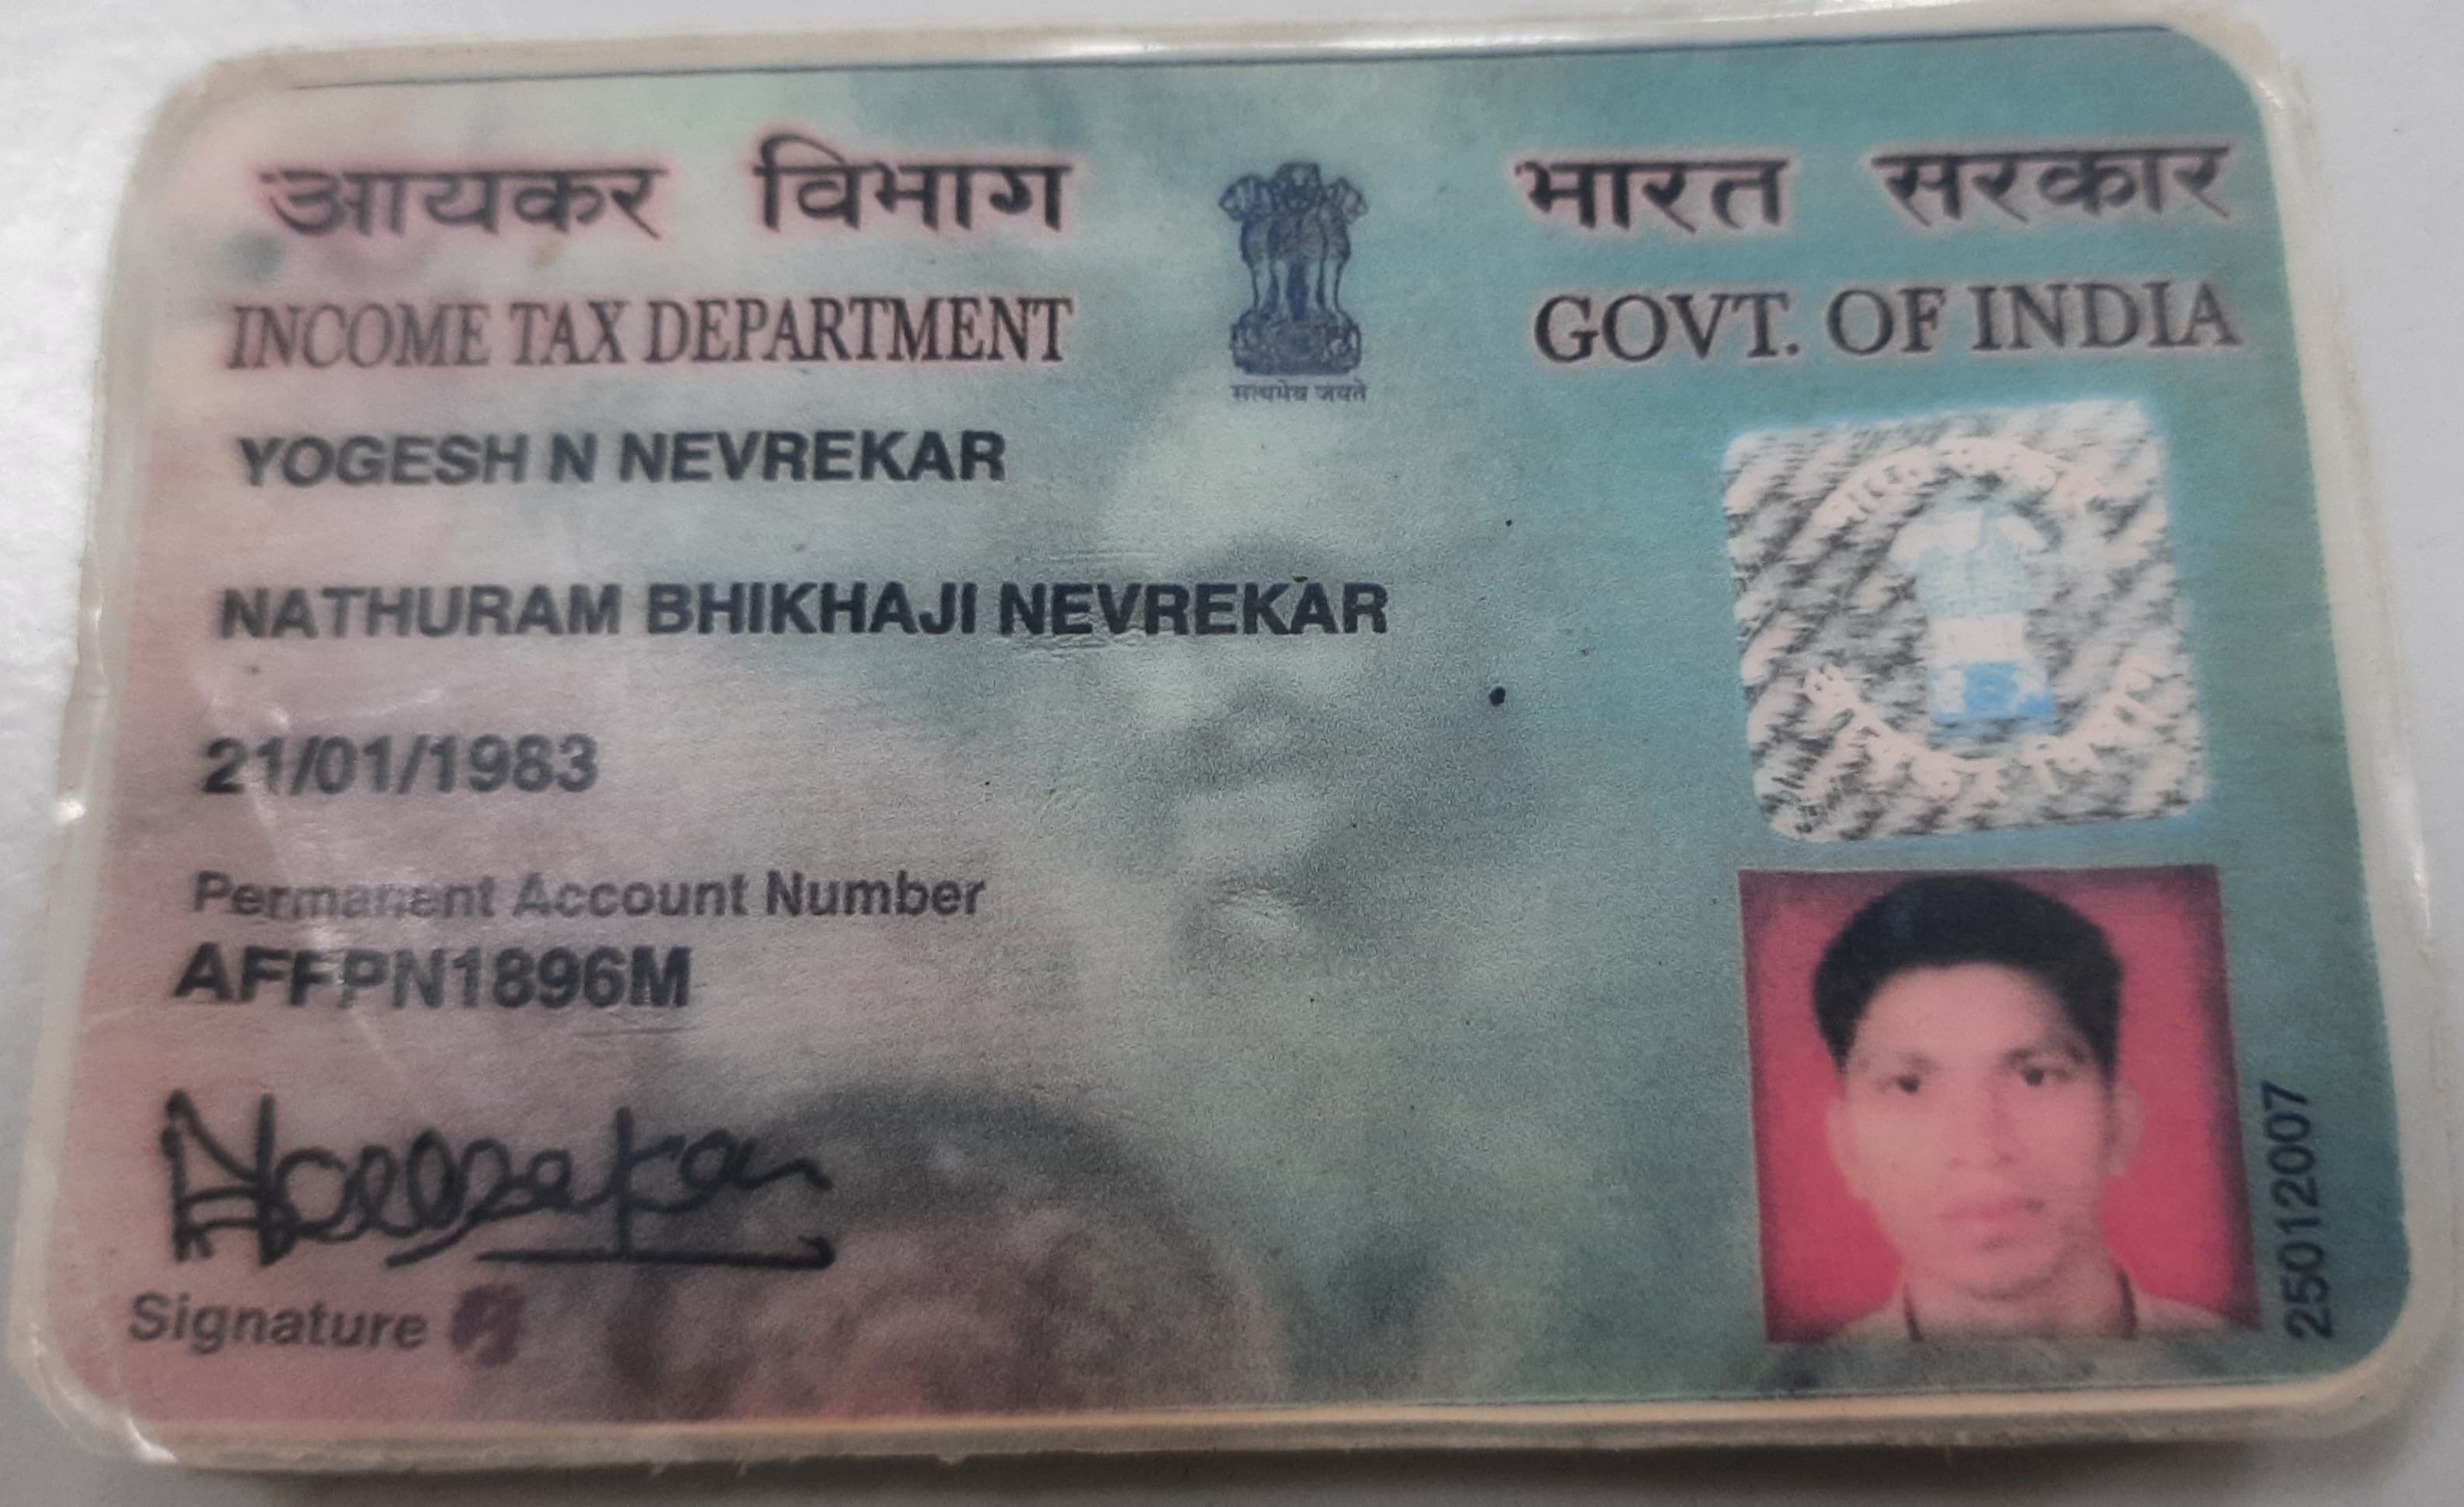 आयकर विभाग
INCOME TAX DEPARTMENT
भारत सरकार
GOVT. OF INDIA
सत्यमेव जयते
YOGESH N NEVREKAR
NATHURAM BHIKHAJI NEVREKAR
21/01/1983
Permanent Account Number
AFFPN1896M
Signature
25012007